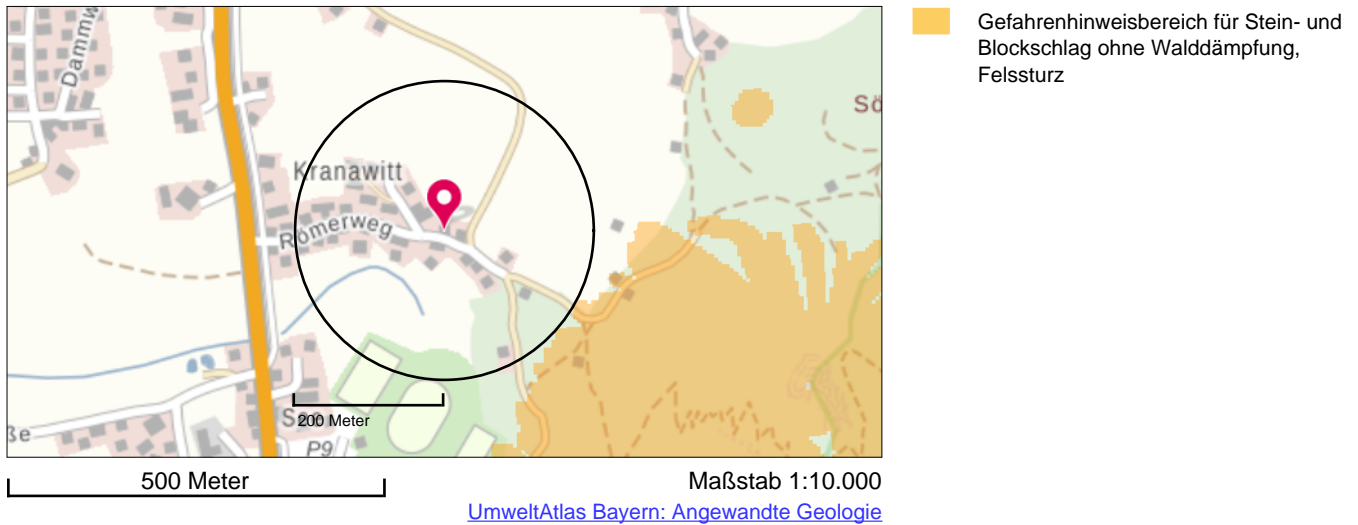 Dammw
Sö
Kranawitt
Römerweg
200 Meter
ße
P9
500 Meter
Maßstab 1:10.000
UmweltAtlas Bayern: Angewandte Geologie
Gefahrenhinweisbereich für Stein- und
Blockschlag ohne Walddämpfung,
Felssturz